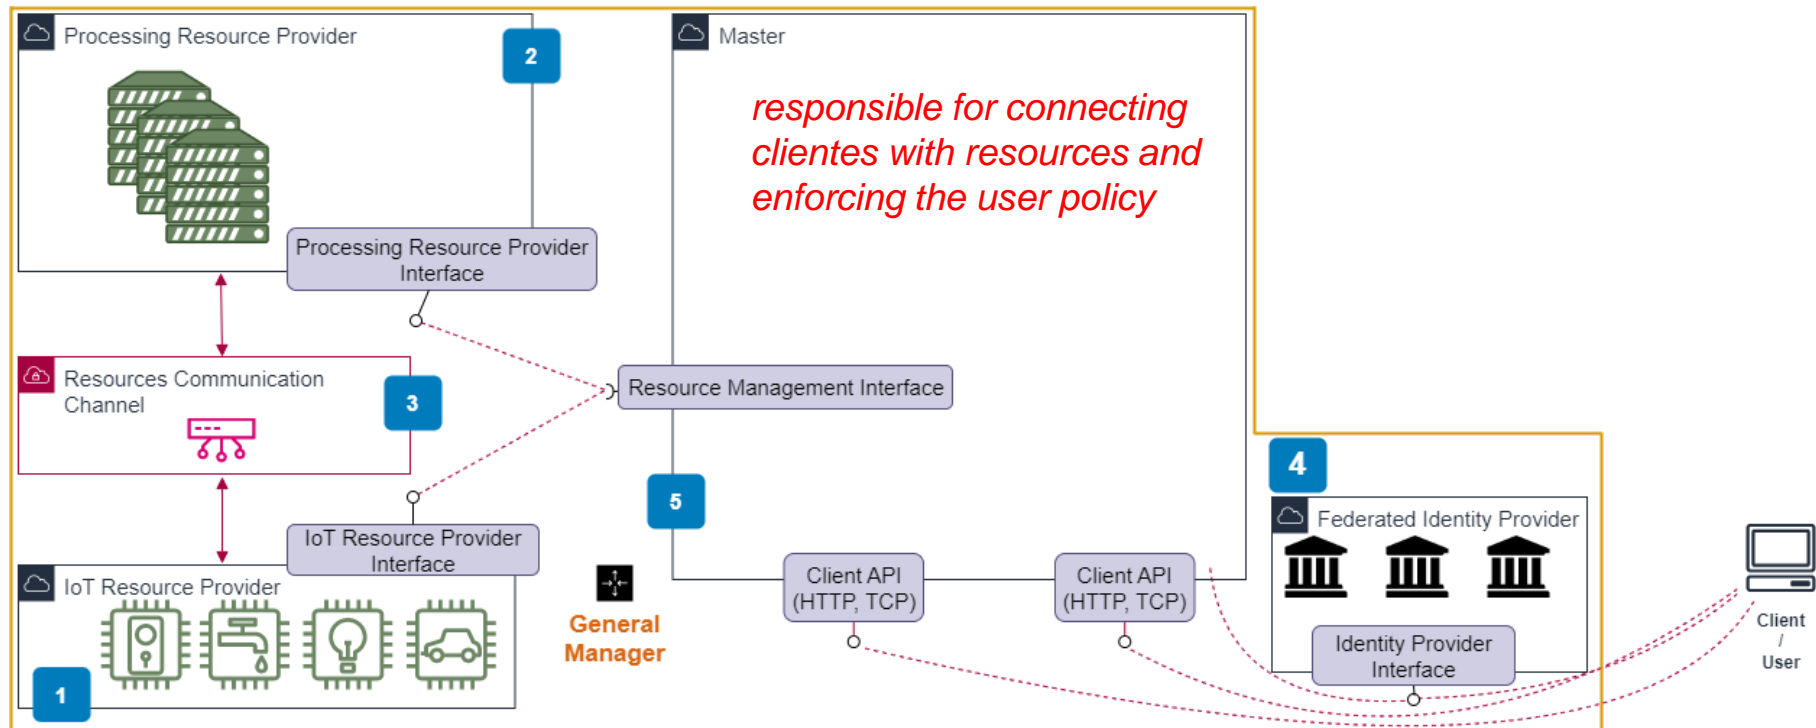 Processing Resource Provider
2
Master
responsible for connecting
clientes with resources and
enforcing the user policy
Processing Resource Provider
Interface
Resources Communication
Channel
3
Resource Management Interface
4
5
Federated Identity Provider
IoT Resource Provider
Interface
IoT Resource Provider
General
Manager
Client API
(HTTP, TCP)
Client API
(HTTP, TCP)
Identity Provider
Interface
Client
/
User
1